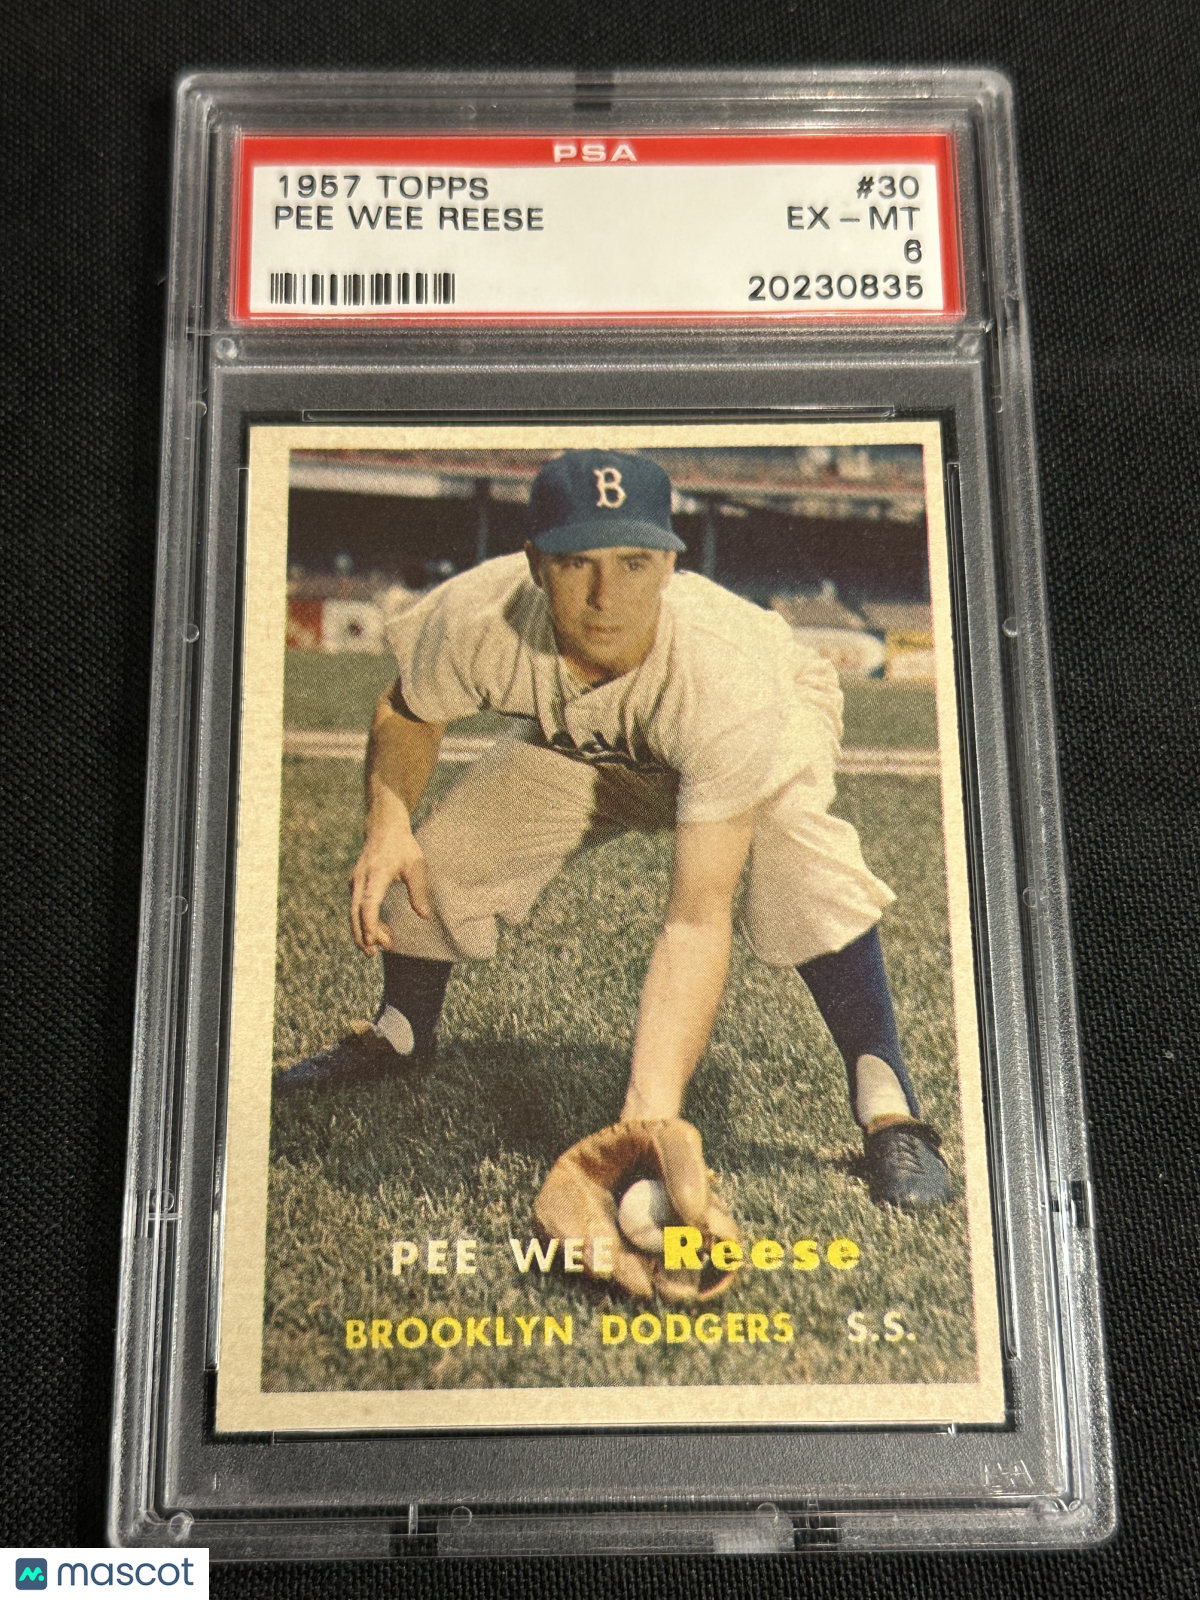 PSA
1957 TOPPS #30
PEE WEE REESE EX - MT
6
20230835
B
PEE WEE Reese
BROOKLYN DODGERS S.S.
mascot